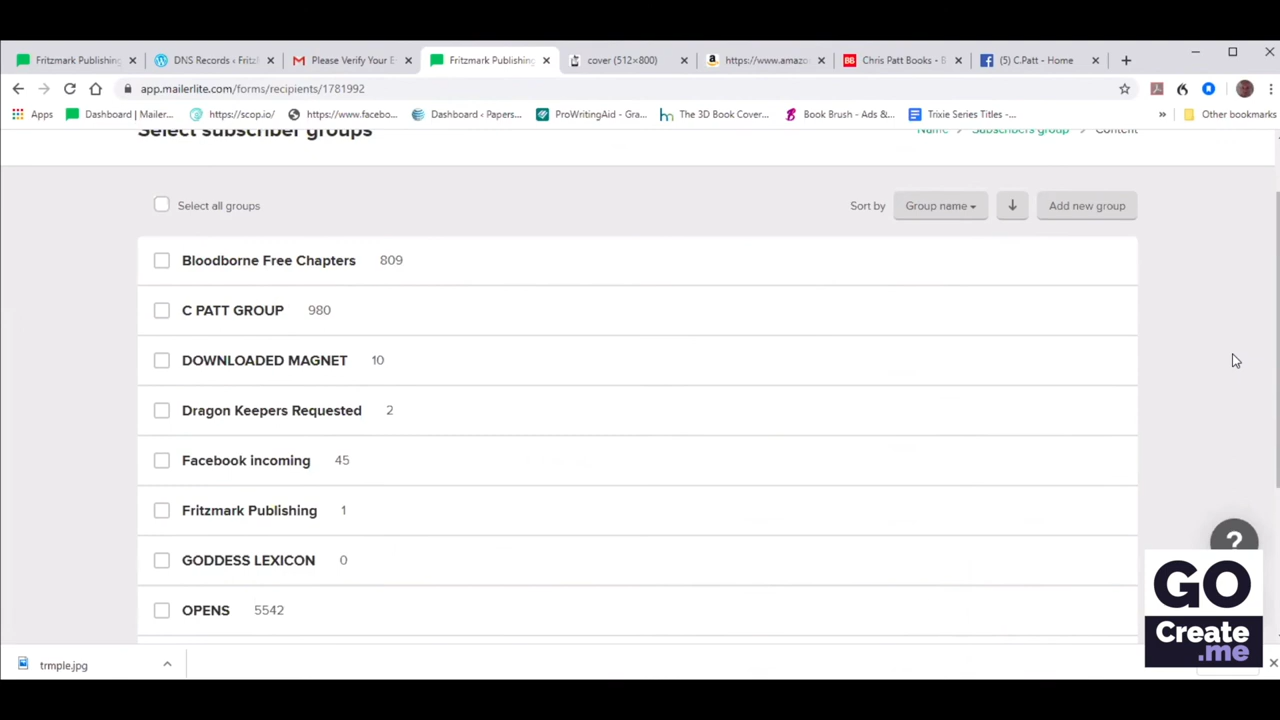 Fritzmark Publishing
DNS Records ‹ Fritz
Please Verify Your E
Fritzmark Publishing
cover (512×800)
https://www.amazo
Chris Patt Books - B
(5) C.Patt - Home
app.mailerlite.com/forms/recipients/1781992
Apps
Dashboard | Mailer...
https://scop.io/
https://www.facebo...
Dashboard ‹ Papers...
ProWritingAid - Gra...
The 3D Book Cover...
Book Brush - Ads &...
Trixie Series Titles -...
»
Other bookmarks
Select subscriber groups
Name > Subscribers group > Content
Select all groups
Sort by
Group name
Add new group
Bloodborne Free Chapters 809
C PATT GROUP 980
DOWNLOADED MAGNET 10
Dragon Keepers Requested 2
Facebook incoming 45
Fritzmark Publishing 1
GODDESS LEXICON 0
OPENS 5542
?
GO
Create
.me
trmple.jpg